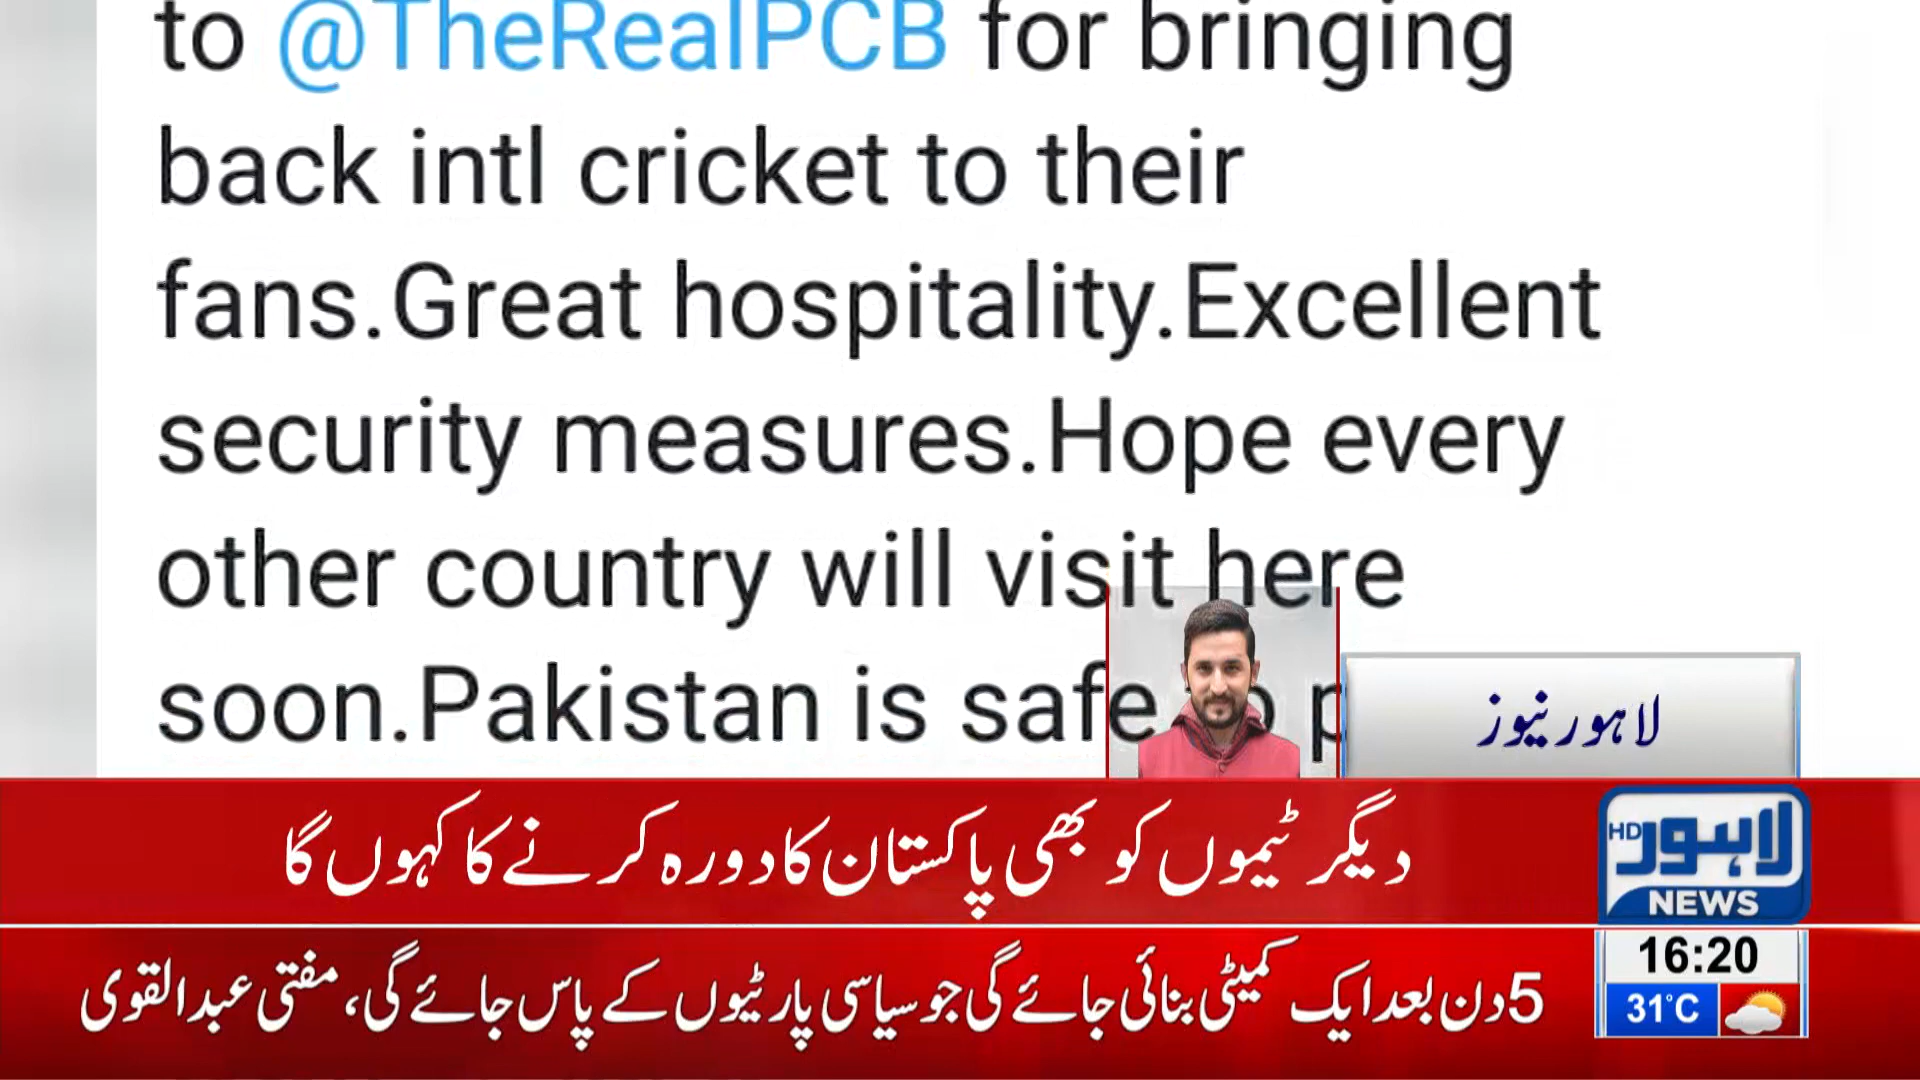 to @TheRealPCB for bringing
back intl cricket to their
fans.Great hospitality.Excellent
security measures.Hope every
other country will visit here
soon.Pakistan is safe to p
لاہور نیوز
دیگر ٹیموں کو بھی پاکستان کا دورہ کرنے کا کہوں گا
لاہور HD
NEWS
16:20
5 دن بعد ایک کمیٹی بنائی جائے گی جو سیاسی پارٹیوں کے پاس جائے گی، مفتی عبدالقوی
31°C